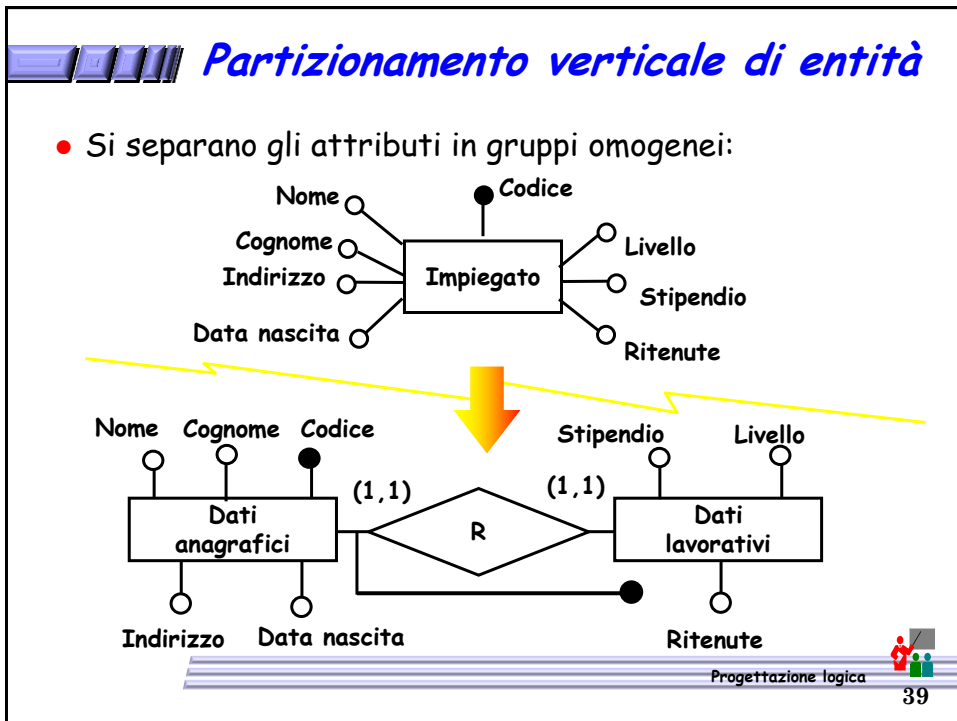 Partizionamento verticale di entità
Si separano gli attributi in gruppi omogenei:
Nome
Codice
Cognome
Livello
Indirizzo
Impiegato
Stipendio
Data nascita
Ritenute
Nome Cognome Codice
Stipendio Livello
(1,1)
(1,1)
Dati
anagrafici
R
Dati
lavorativi
Indirizzo
Data nascita
Ritenute
Progettazione logica
39